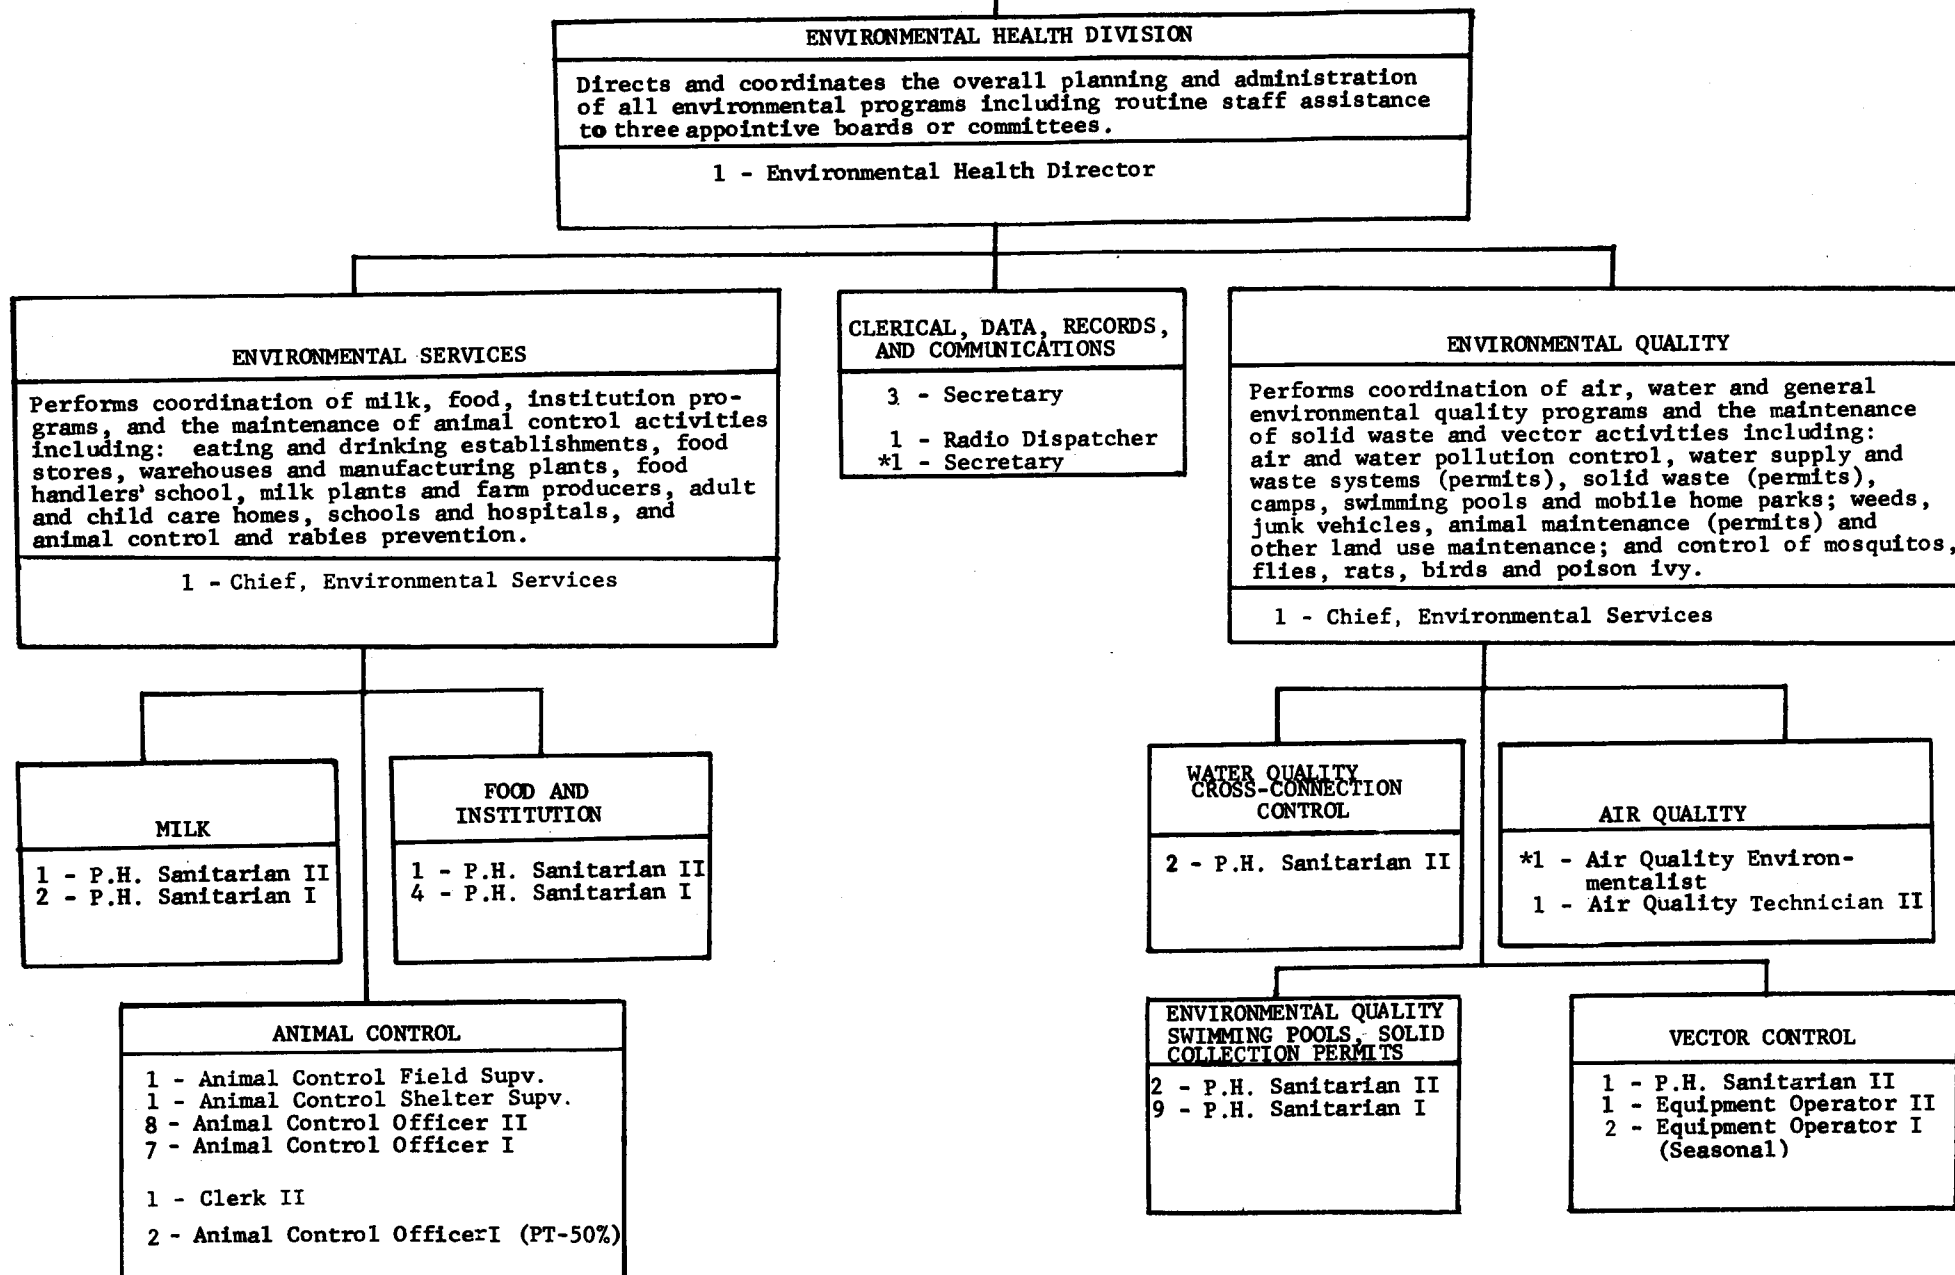 ENVIRONMENTAL HEALTH DIVISION
Directs and coordinates the overall planning and administration
of all environmental programs including routine staff assistance
to three appointive boards or committees.
1 - Environmental Health Director
ENVIRONMENTAL SERVICES
Performs coordination of milk, food, institution pro-
grams, and the maintenance of animal control activities
including: eating and drinking establishments, food
stores, warehouses and manufacturing plants, food
handlers' school, milk plants and farm producers, adult
and child care homes, schools and hospitals, and
animal control and rabies prevention.
1 - Chief, Environmental Services
CLERICAL, DATA, RECORDS,
AND COMMUNICATIONS
3 - Secretary
1 - Radio Dispatcher
*1 - Secretary
ENVIRONMENTAL QUALITY
Performs coordination of air, water and general
environmental quality programs and the maintenance
of solid waste and vector activities including:
air and water pollution control, water supply and
waste systems (permits), solid waste (permits),
camps, swimming pools and mobile home parks; weeds,
junk vehicles, animal maintenance (permits) and
other land use maintenance; and control of mosquitos,
flies, rats, birds and poison ivy.
1 - Chief, Environmental Services
MILK
1 - P.H. Sanitarian II
2 - P.H. Sanitarian I
FOOD AND
INSTITUTION
1 - P.H. Sanitarian II
4 - P.H. Sanitarian I
WATER QUALITY
CROSS-CONNECTION
CONTROL
2 - P.H. Sanitarian II
AIR QUALITY
*1 - Air Quality Environ-
mentalist
1 - Air Quality Technician II
ANIMAL CONTROL
1 - Animal Control Field Supv.
1 - Animal Control Shelter Supv.
8 - Animal Control Officer II
7 - Animal Control Officer I
1 - Clerk II
2 - Animal Control OfficerI (PT-50%)
ENVIRONMENTAL QUALITY
SWIMMING POOLS, SOLID
COLLECTION PERMITS
2 - P.H. Sanitarian II
9 - P.H. Sanitarian I
VECTOR CONTROL
1 - P.H. Sanitarian II
1 - Equipment Operator II
2 - Equipment Operator I
(Seasonal)